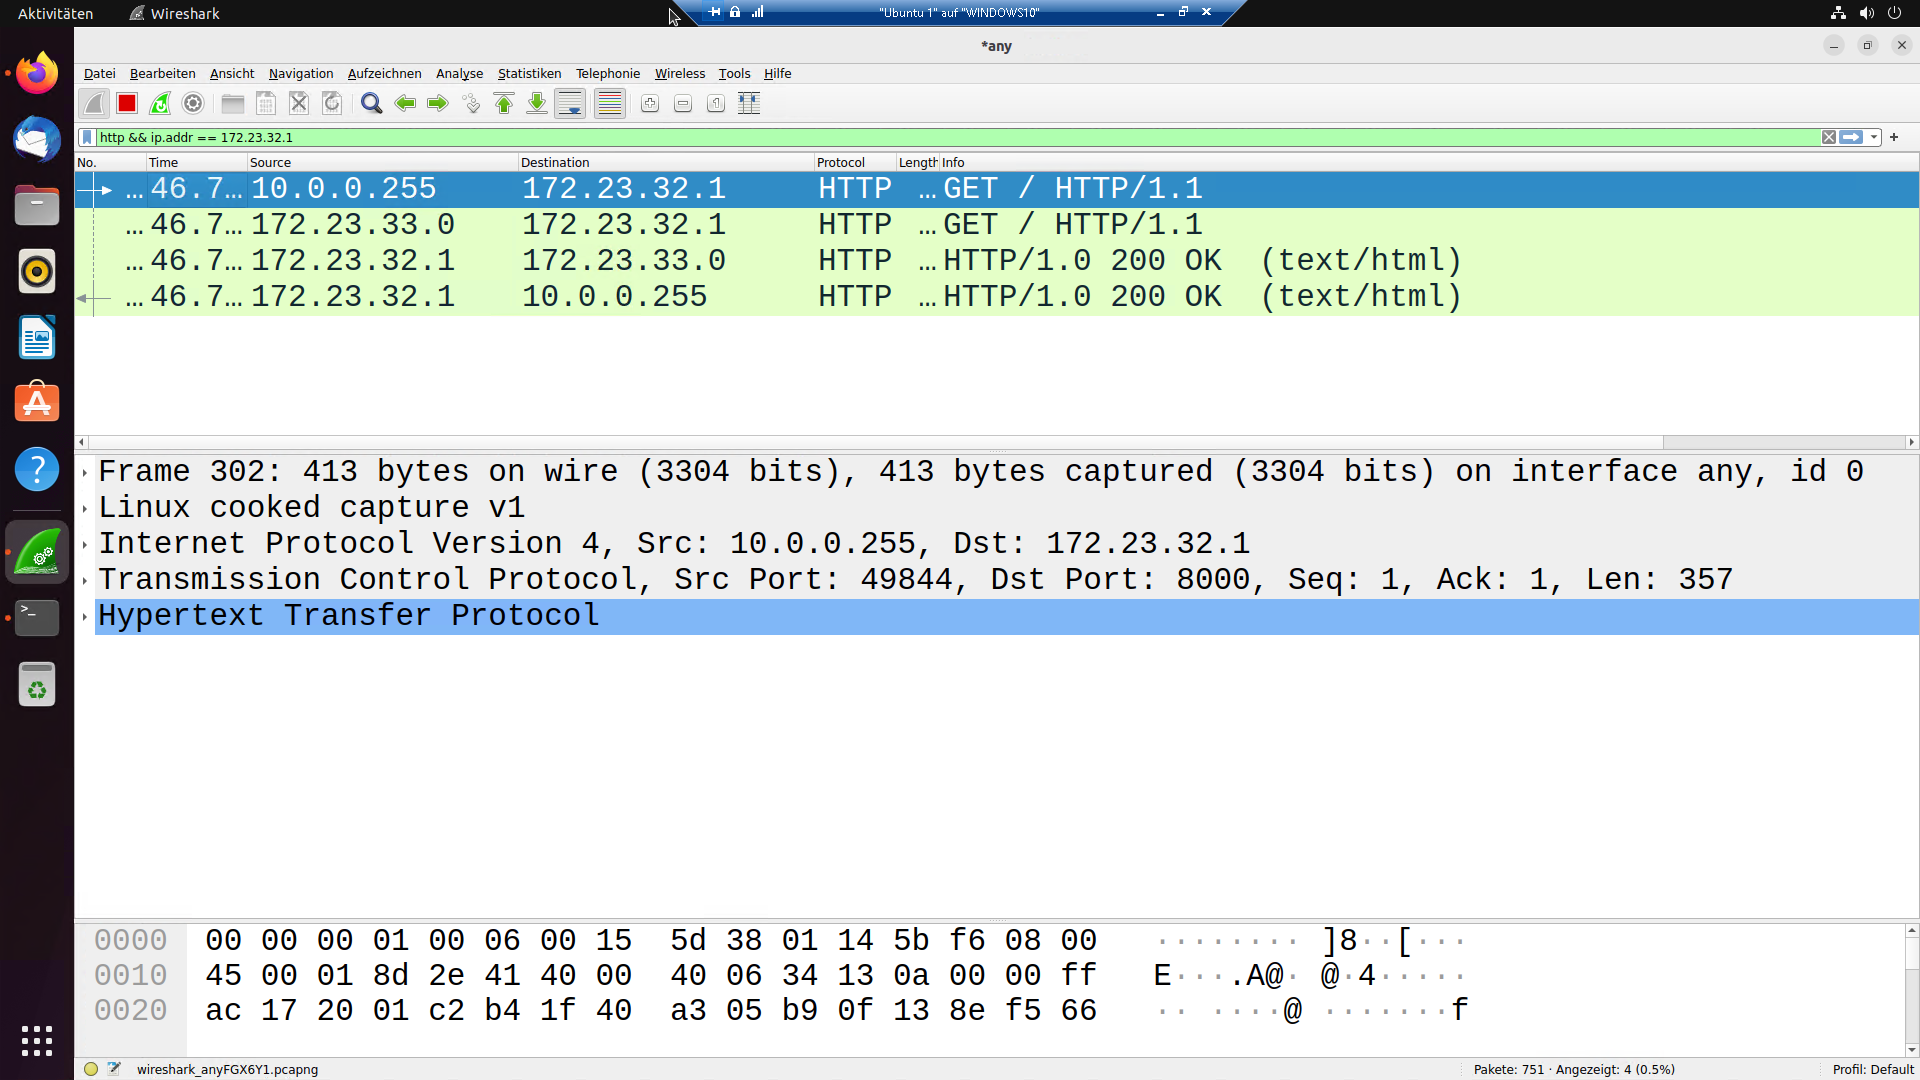 Aktivitäten Wireshark "Ubuntu 1" auf "WINDOWS10"
*any
Datei Bearbeiten Ansicht Navigation Aufzeichnen Analyse Statistiken Telephonie Wireless Tools Hilfe
http && ip.addr == 172.23.32.1
No. Time Source Destination Protocol Length Info
… 46.7… 10.0.0.255 172.23.32.1 HTTP … GET / HTTP/1.1
… 46.7… 172.23.33.0 172.23.32.1 HTTP … GET / HTTP/1.1
… 46.7… 172.23.32.1 172.23.33.0 HTTP … HTTP/1.0 200 OK (text/html)
… 46.7… 172.23.32.1 10.0.0.255 HTTP … HTTP/1.0 200 OK (text/html)
Frame 302: 413 bytes on wire (3304 bits), 413 bytes captured (3304 bits) on interface any, id 0
Linux cooked capture v1
Internet Protocol Version 4, Src: 10.0.0.255, Dst: 172.23.32.1
Transmission Control Protocol, Src Port: 49844, Dst Port: 8000, Seq: 1, Ack: 1, Len: 357
Hypertext Transfer Protocol
0000 00 00 00 01 00 06 00 15 5d 38 01 14 5b f6 08 00 ········ ]8··[···
0010 45 00 01 8d 2e 41 40 00 40 06 34 13 0a 00 00 ff E····.A@· @·4·····
0020 ac 17 20 01 c2 b4 1f 40 a3 05 b9 0f 13 8e f5 66 ·· ····@ ·······f
wireshark_anyFGX6Y1.pcapng Pakete: 751 · Angezeigt: 4 (0.5%) Profil: Default